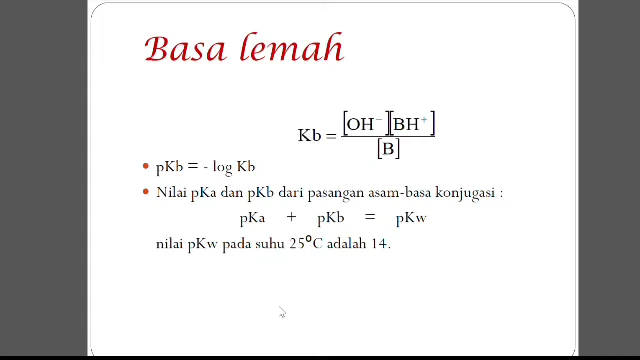 Basa lemah
Kb = [OH⁻][BH⁺] / [B]
• pKb = - log Kb
• Nilai pKa dan pKb dari pasangan asam-basa konjugasi :
pKa + pKb = pKw
nilai pKw pada suhu 25⁰C adalah 14.